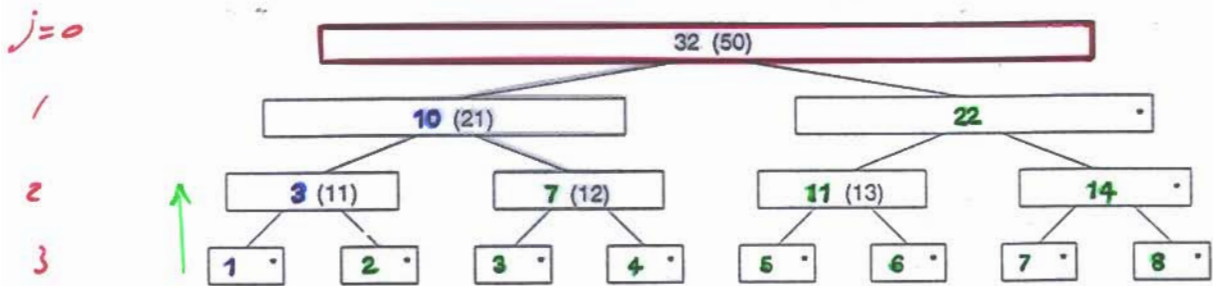 j=0 32 (50)
1 10 (21) 22 *
2 3 (11) 7 (12) 11 (13) 14 *
3 1 * 2 * 3 * 4 * 5 * 6 * 7 * 8 *